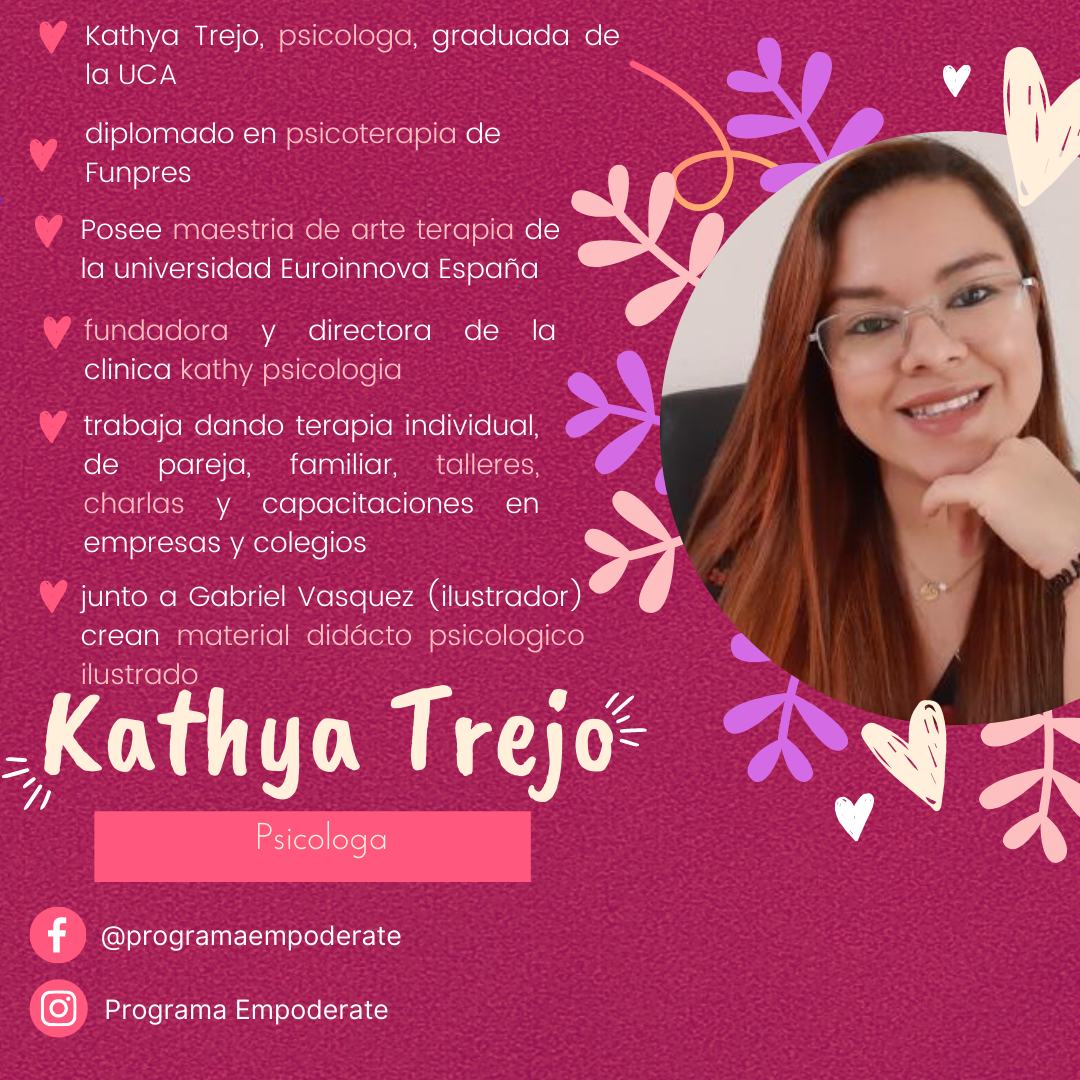 Kathya Trejo, psicologa, graduada de
la UCA
diplomado en psicoterapia de
Funpres
Posee maestria de arte terapia de
la universidad Euroinnova España
fundadora y directora de la
clinica kathy psicologia
trabaja dando terapia individual,
de pareja, familiar, talleres,
charlas y capacitaciones en
empresas y colegios
junto a Gabriel Vasquez (ilustrador)
crean material didácto psicologico
ilustrado
Kathya Trejo
Psicologa
@programaempoderate
Programa Empoderate